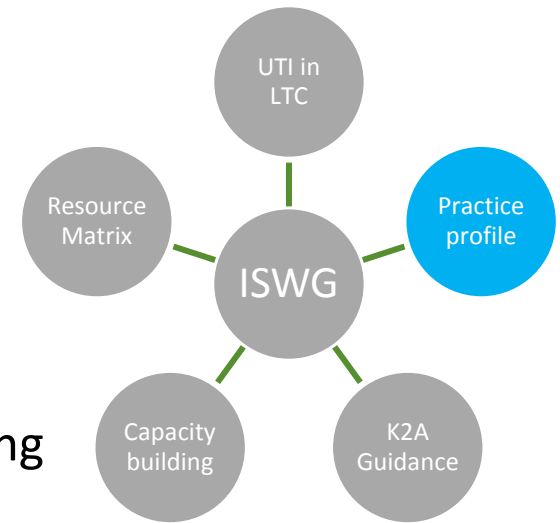 UTI in
LTC
Resource
Matrix
Practice
profile
ISWG
Capacity
building
K2A
Guidance